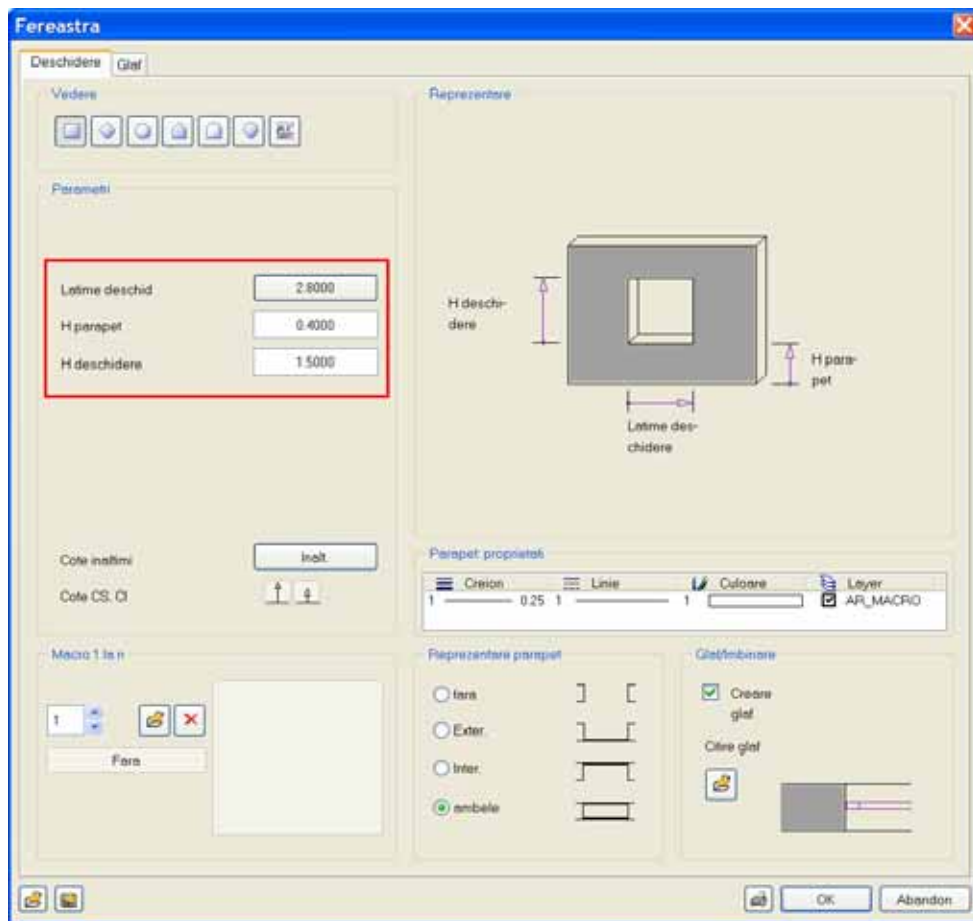 Fereastra
Deschidere Glaf
Vedere
Reprezentare
Parametri
Latime deschid 2.8000
H parapet 0.4000
H deschidere 1.5000
H deschi-
dere
H para-
pet
Latime des-
chidere
Cote inaltimi Inalt.
Cote CS, CI
Parapet: proprietati
Creion Linie Culoare Layer
1 0.25 1 1 AR_MACRO
Macro 1 la n
1
Fara
Reprezentare parapet
fara
Exter.
Inter.
ambele
Glaf/Imbinare
Creare
glaf
Citire glaf
OK Abandon